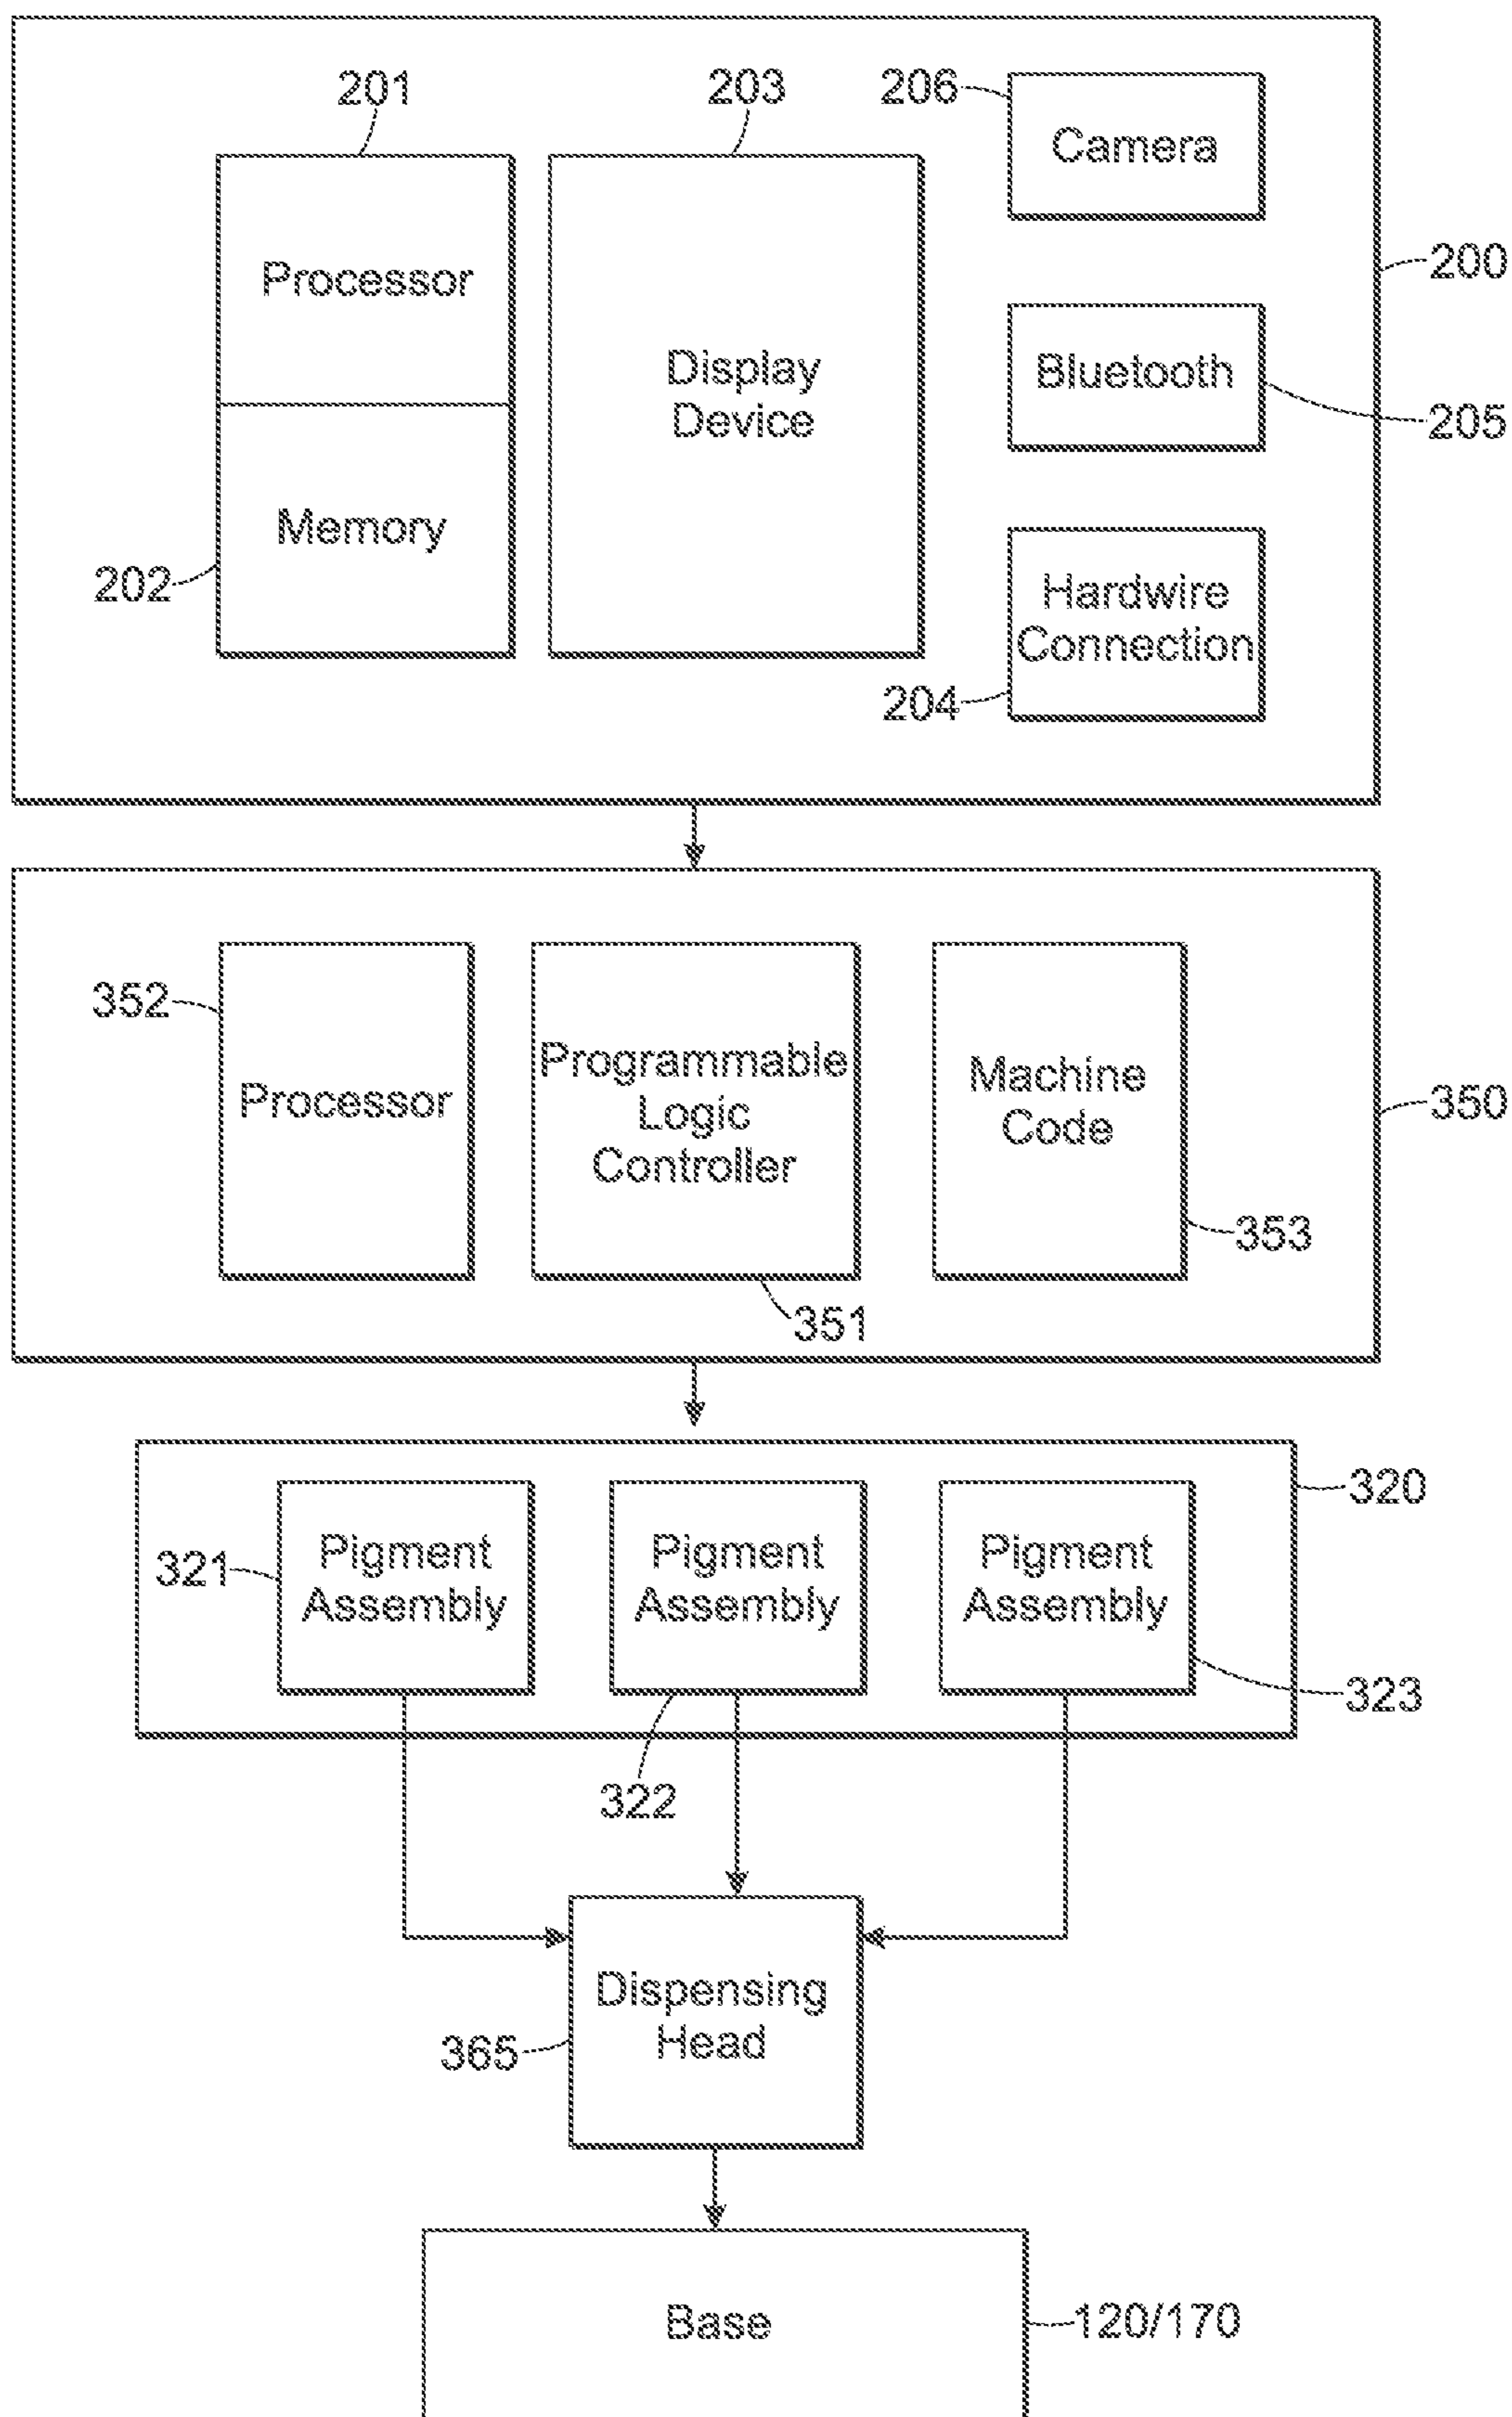 201
203
206
Camera
200
Processor
Display
Device
Bluetooth
205
Memory
202
Hardwire
Connection
204
352
Processor
Programmable
Logic
Controller
Machine
Code
350
353
351
320
321
Pigment
Assembly
Pigment
Assembly
Pigment
Assembly
323
322
Dispensing
Head
365
Base
120/170